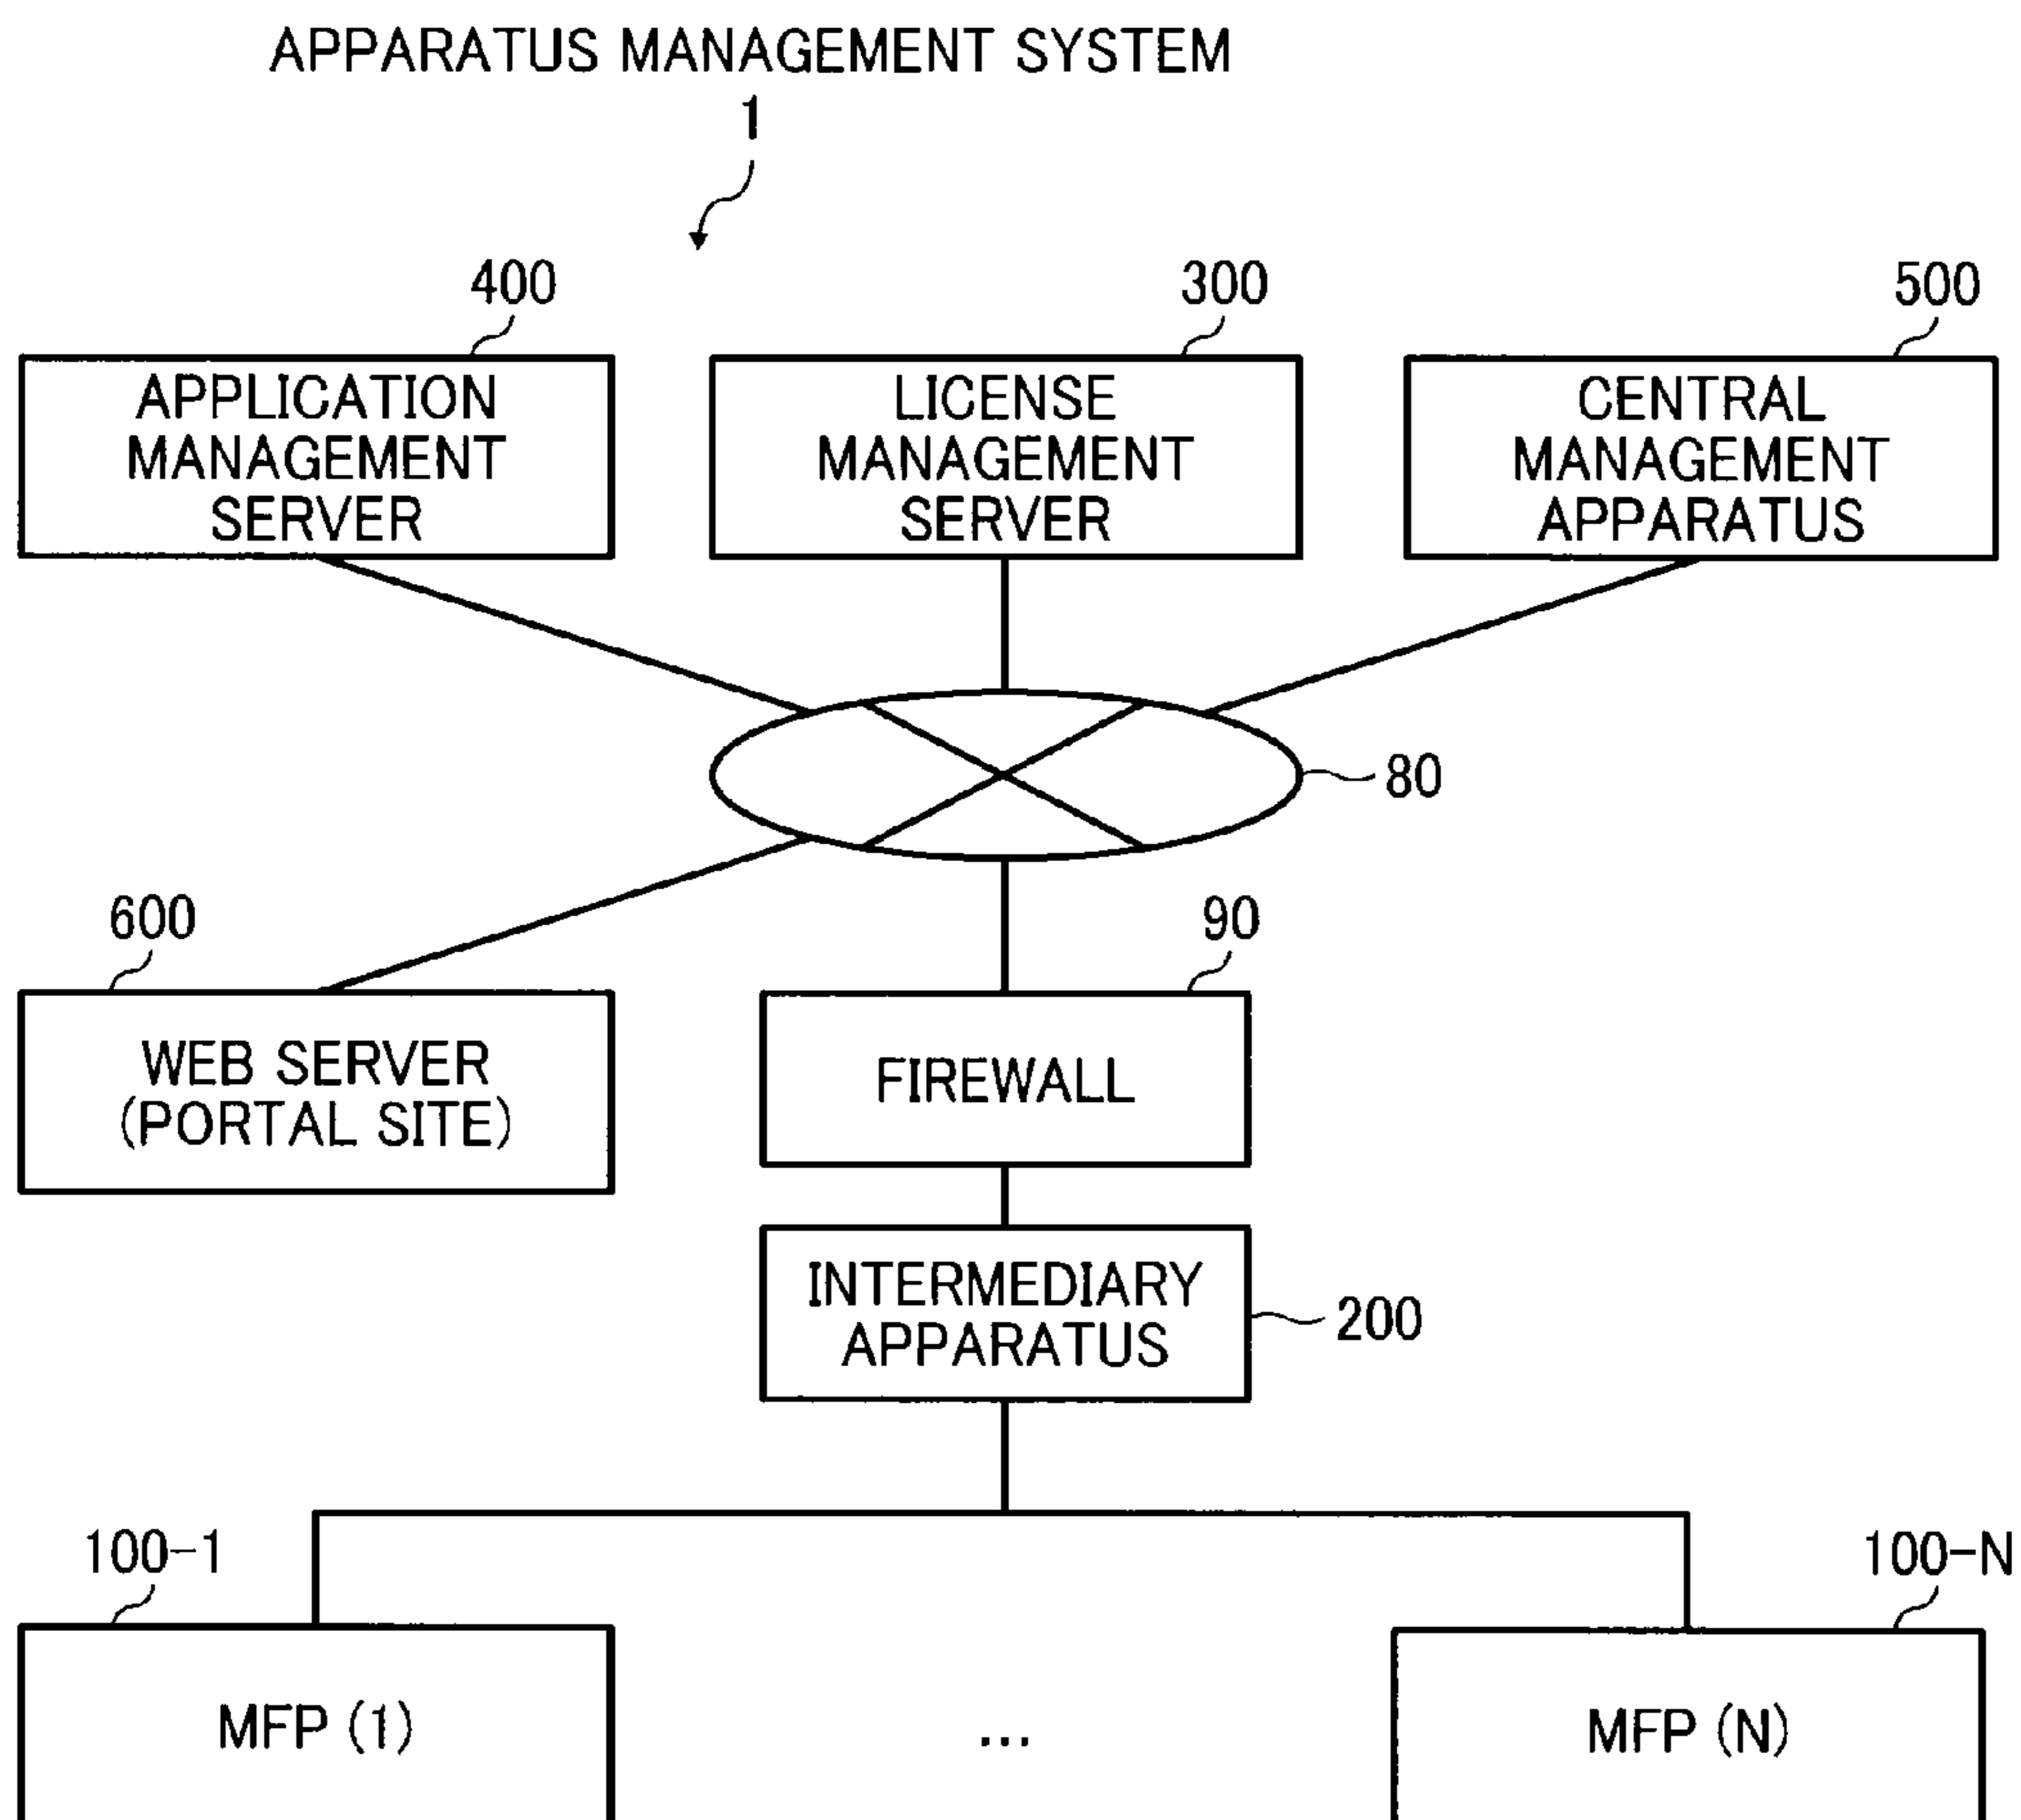 APPARATUS MANAGEMENT SYSTEM
1
400
300
500
APPLICATION
MANAGEMENT
SERVER
LICENSE
MANAGEMENT
SERVER
CENTRAL
MANAGEMENT
APPARATUS
80
600
90
WEB SERVER
(PORTAL SITE)
FIREWALL
INTERMEDIARY
APPARATUS
200
100-1
100-N
MFP (1)
...
MFP (N)